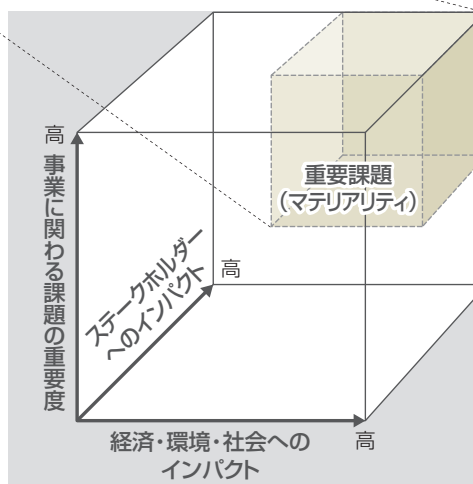 高
事業に関わる課題の重要度
重要課題
(マテリアリティ)
ステークホルダー
へのインパクト
高
経済・環境・社会への
インパクト
高